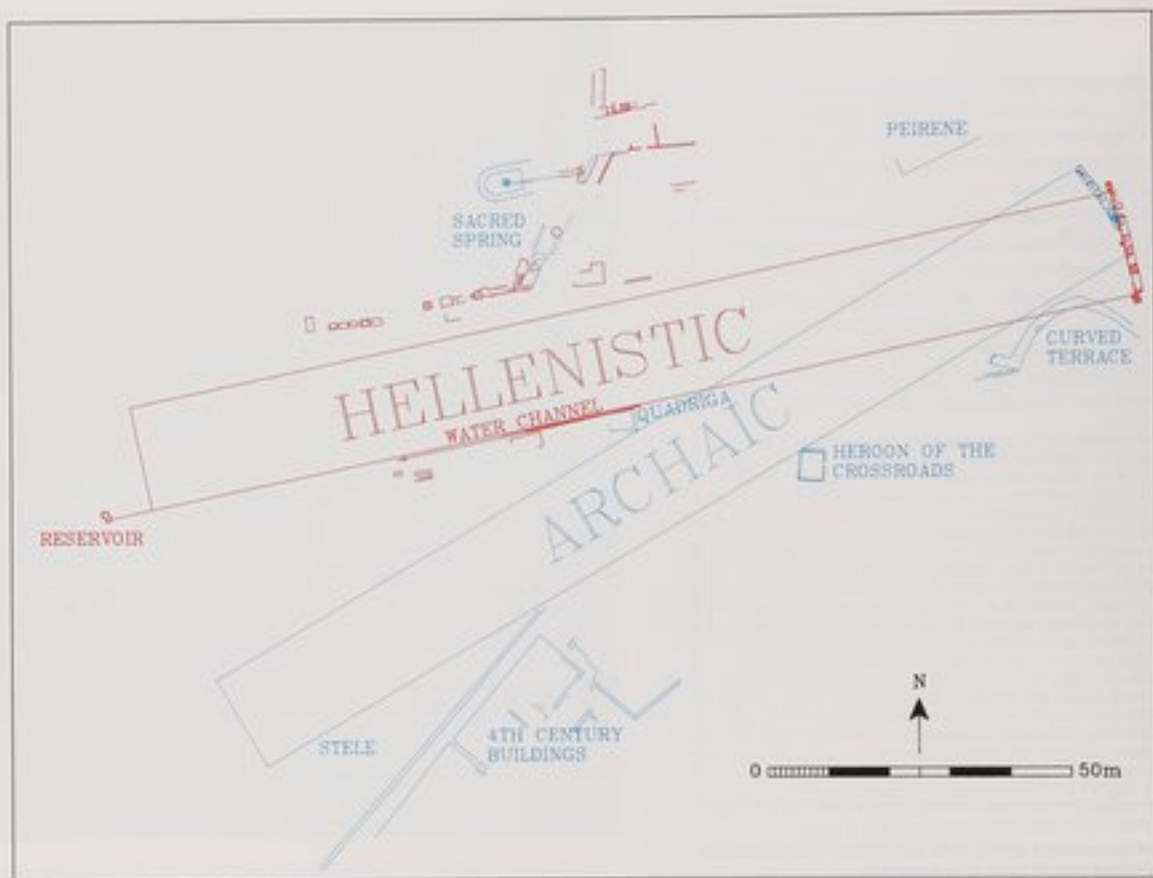 PEIRENE
SACRED
SPRING
CURVED
TERRACE
HELLENISTIC
WATER CHANNEL
QUADRIGA
ARCHAIC
HEROON OF THE
CROSSROADS
RESERVOIR
STELE
4TH CENTURY
BUILDINGS
N
0
50m